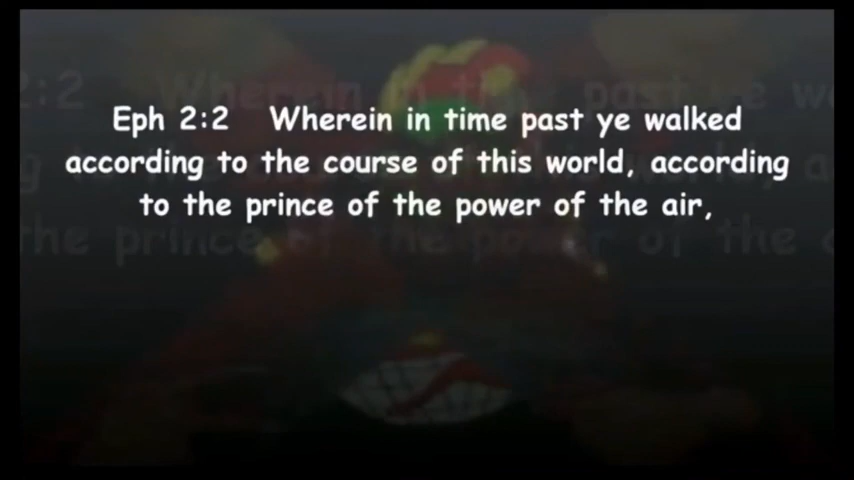 Eph 2:2 Wherein in time past ye walked
according to the course of this world, according
to the prince of the power of the air,